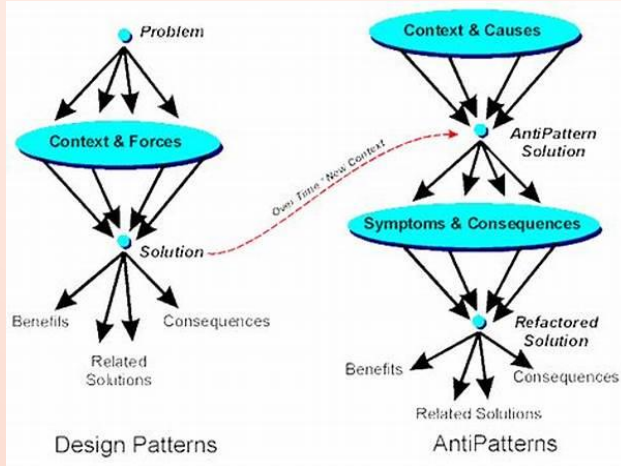 Problem
Context & Forces
Solution
Benefits
Consequences
Related
Solutions
Design Patterns
Over Time "New Context
Context & Causes
AntiPattern
Solution
Symptoms & Consequences
Refactored
Solution
Benefits
Consequences
Related Solutions
AntiPatterns